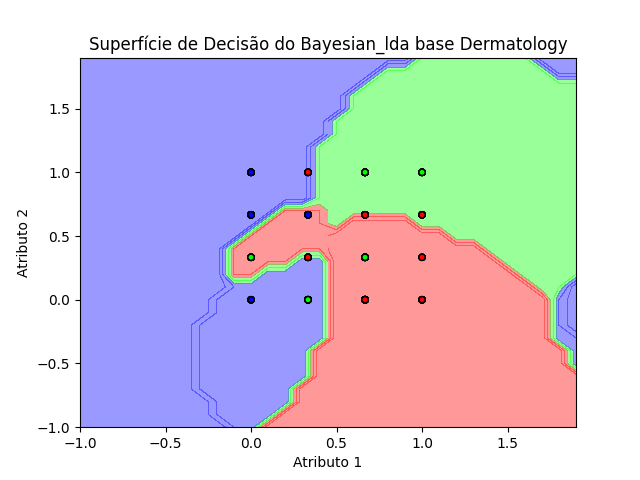 Superfície de Decisão do Bayesian_lda base Dermatology
Atributo 2
1.5
1.0
0.5
0.0
−0.5
−1.0
−1.0 −0.5 0.0 0.5 1.0 1.5
Atributo 1